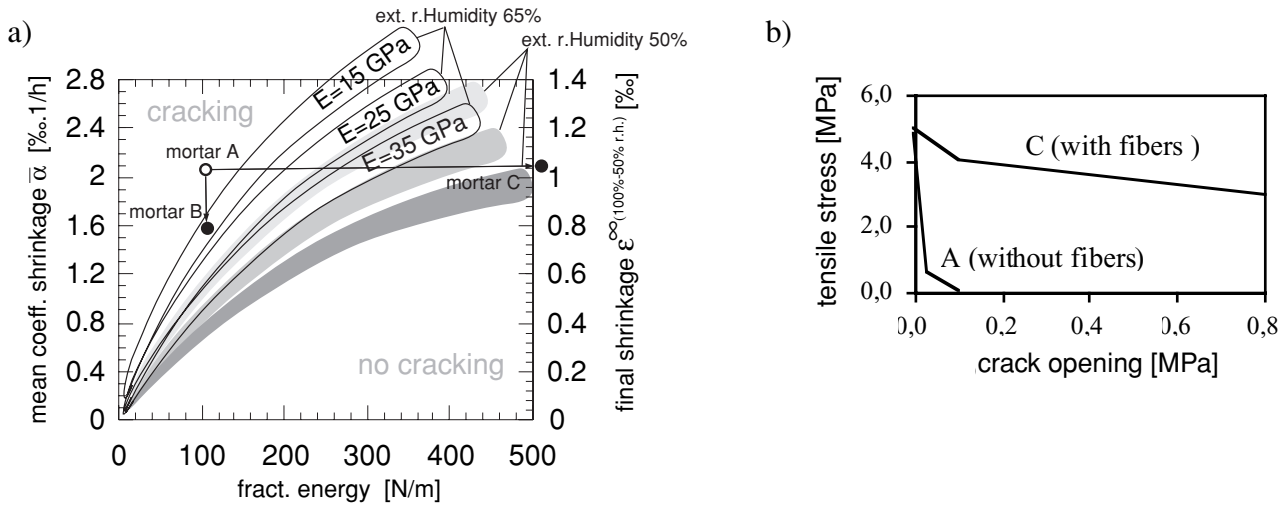 a)
ext. r.Humidity 65%
ext. r.Humidity 50%
mean coeff. shrinkage α̅ [‰.1/h]
2.8
2.4
2
1.6
1.2
0.8
0.4
0
cracking
mortar A
mortar B
E=15 GPa
E=25 GPa
E=35 GPa
mortar C
no cracking
1.4
1.2
1
0.8
0.6
0.4
0.2
0
final shrinkage ε∞(100%-50% r.h.) [‰]
0 100 200 300 400 500
fract. energy [N/m]
b)
tensile stress [MPa]
6,0
4,0
2,0
0,0
C (with fibers )
A (without fibers)
0,0 0,2 0,4 0,6 0,8
crack opening [MPa]